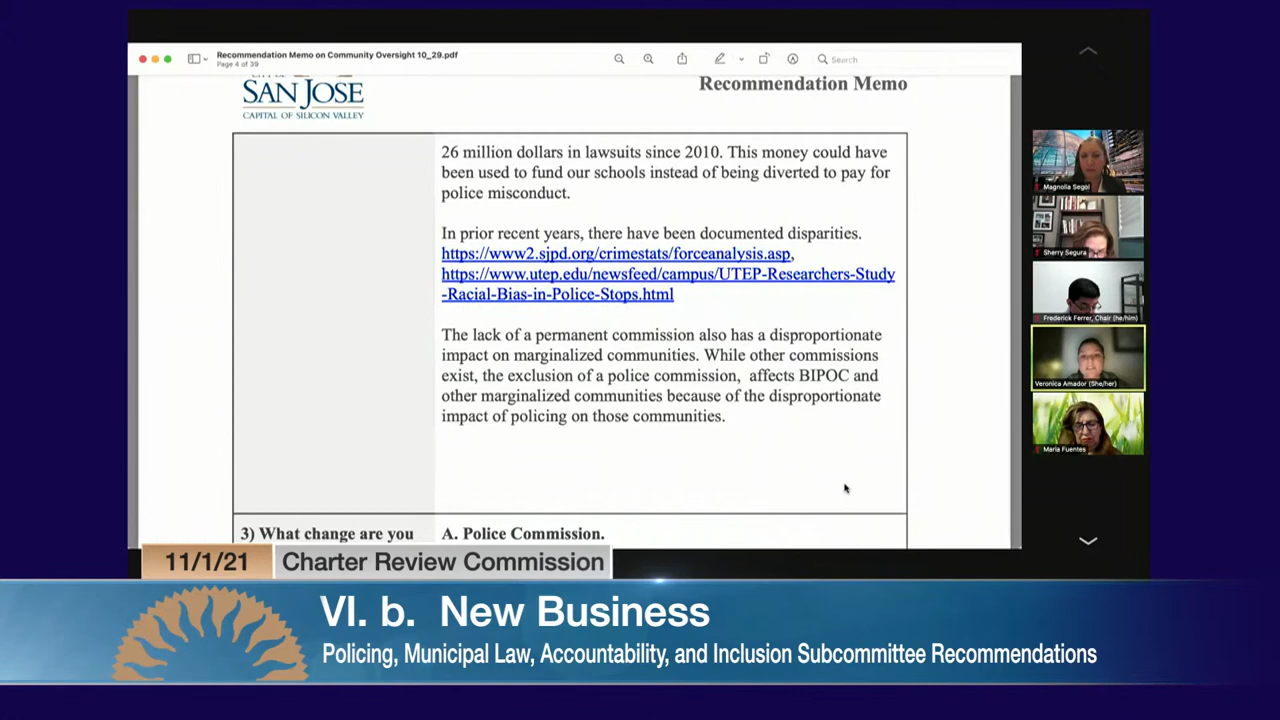 Recommendation Memo on Community Oversight 10_29.pdf
Page 4 of 39
Search
SAN JOSE
CAPITAL OF SILICON VALLEY
Recommendation Memo
26 million dollars in lawsuits since 2010. This money could have
been used to fund our schools instead of being diverted to pay for
police misconduct.
In prior recent years, there have been documented disparities.
https://www2.sjpd.org/crimestats/forceanalysis.asp,
https://www.utep.edu/newsfeed/campus/UTEP-Researchers-Study
-Racial-Bias-in-Police-Stops.html
The lack of a permanent commission also has a disproportionate
impact on marginalized communities. While other commissions
exist, the exclusion of a police commission,  affects BIPOC and
other marginalized communities because of the disproportionate
impact of policing on those communities.
3) What change are you
A. Police Commission.
Magnolia Segol
Sherry Segura
Frederick Ferrer, Chair (he/him)
Veronica Amador (She/her)
Maria Fuentes
11/1/21
Charter Review Commission
VI. b.  New Business
Policing, Municipal Law, Accountability, and Inclusion Subcommittee Recommendations